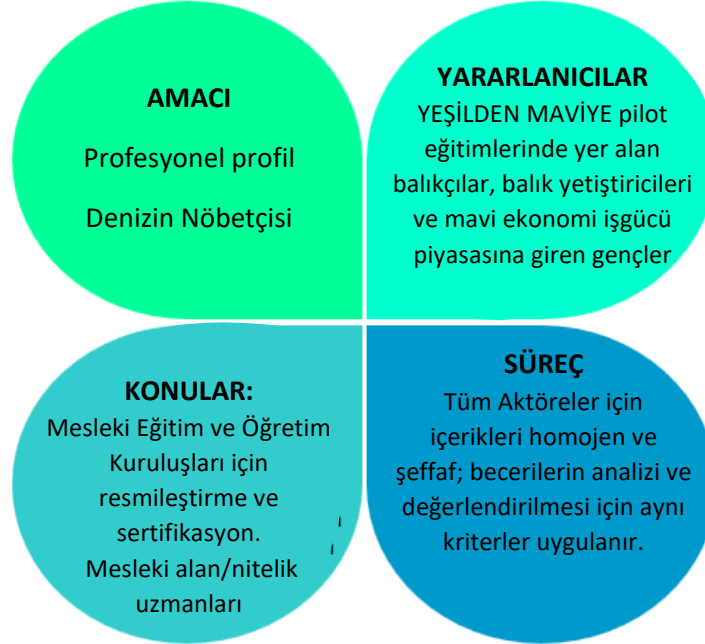 AMACI
Profesyonel profil
Denizin Nöbetçisi
YARARLANICILAR
YEŞİLDEN MAVİYE pilot
eğitimlerinde yer alan
balıkçılar, balık yetiştiricileri
ve mavi ekonomi işgücü
piyasasına giren gençler
KONULAR:
Mesleki Eğitim ve Öğretim
Kuruluşları için
resmileştirme ve
sertifikasyon.
Mesleki alan/nitelik
uzmanları
SÜREÇ
Tüm Aktöreler için
içerikleri homojen ve
şeffaf; becerilerin analizi ve
değerlendirilmesi için aynı
kriterler uygulanır.